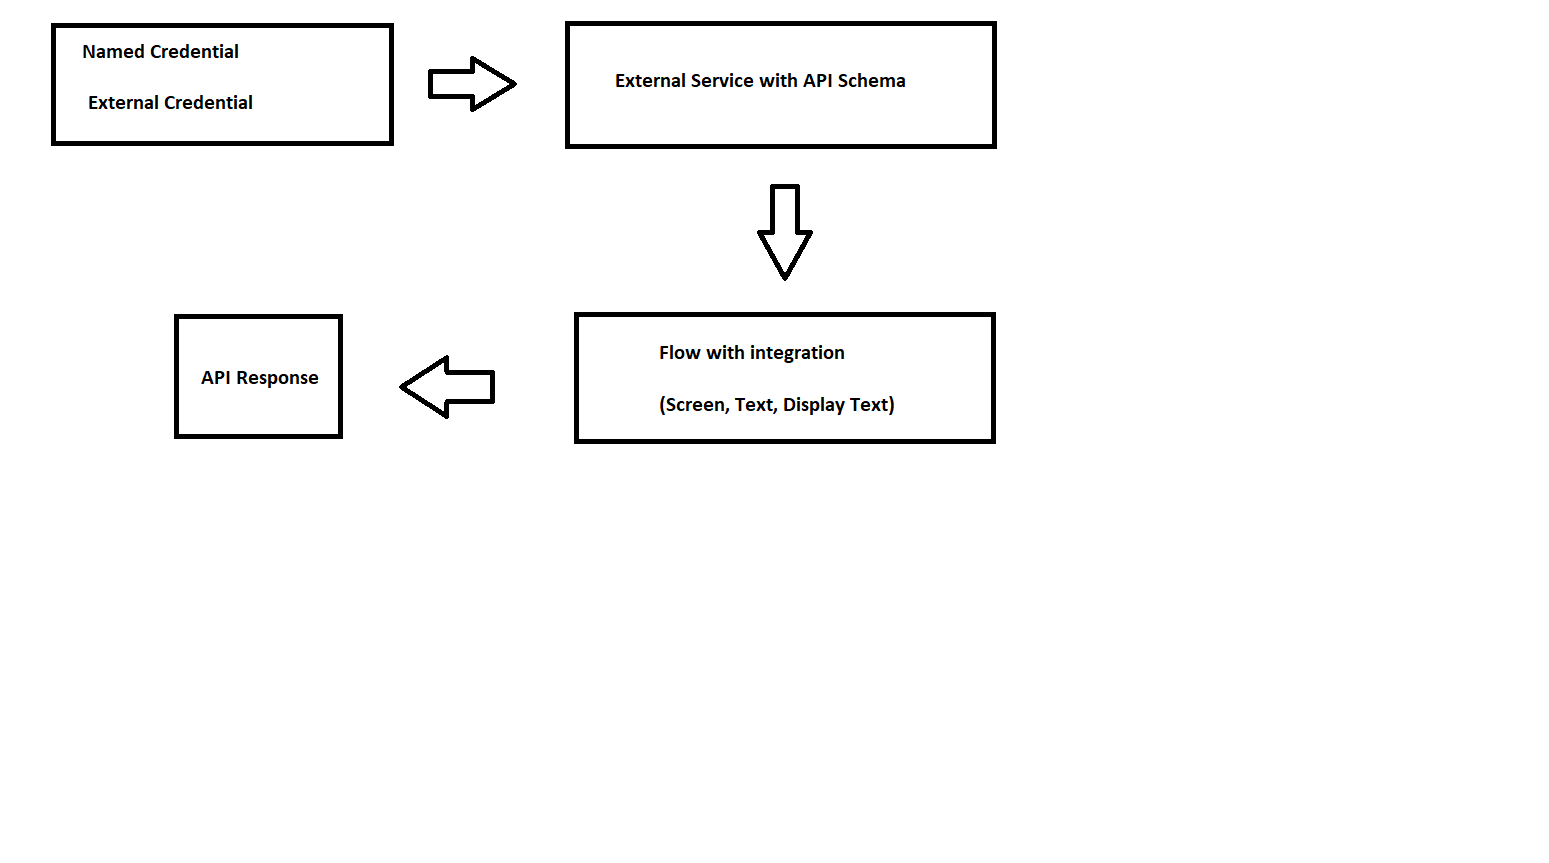 Named Credential
External Credential
External Service with API Schema
Flow with integration
(Screen, Text, Display Text)
API Response